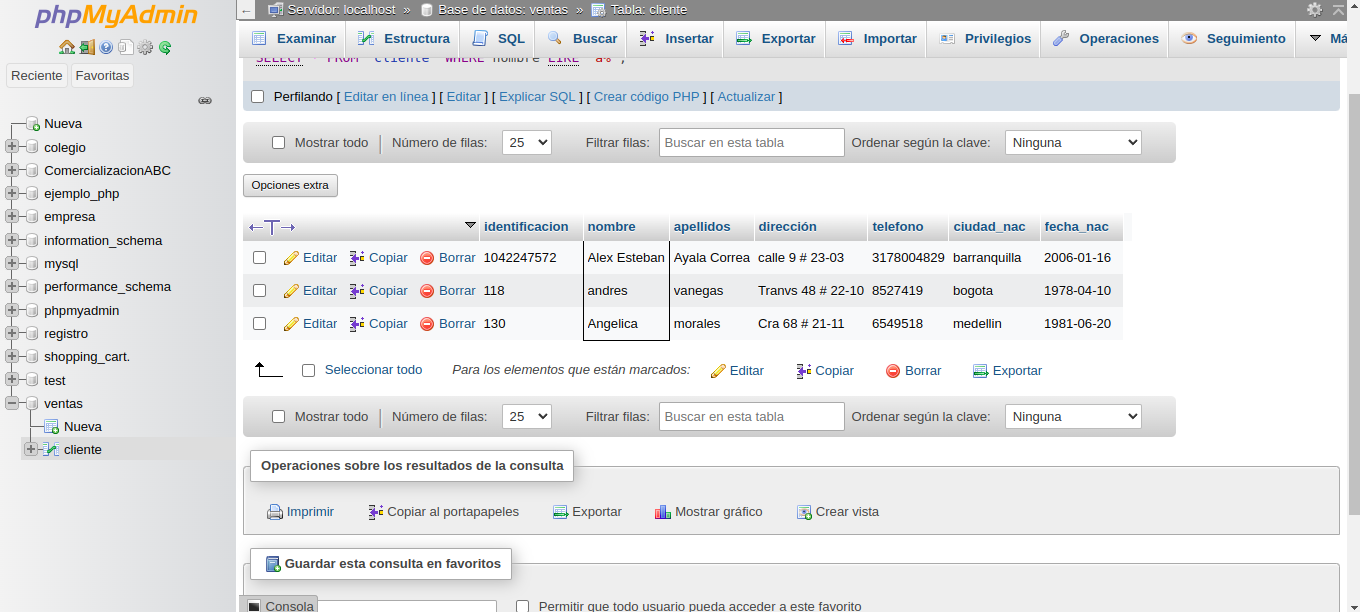 phpMyAdmin
Reciente Favoritas
Nueva
colegio
ComercializacionABC
ejemplo_php
empresa
information_schema
mysql
performance_schema
phpmyadmin
registro
shopping_cart.
test
ventas
Nueva
cliente
← Servidor: localhost » Base de datos: ventas » Tabla: cliente
Examinar Estructura SQL Buscar Insertar Exportar Importar Privilegios Operaciones Seguimiento Má
SELECT * FROM `cliente` WHERE nombre LIKE "a%";
Perfilando [ Editar en línea ] [ Editar ] [ Explicar SQL ] [ Crear código PHP ] [ Actualizar ]
Mostrar todo Número de filas: 25 Filtrar filas: Buscar en esta tabla Ordenar según la clave: Ninguna
Opciones extra
←T→ identificacion nombre apellidos dirección telefono ciudad_nac fecha_nac
Editar Copiar Borrar 1042247572 Alex Esteban Ayala Correa calle 9 # 23-03 3178004829 barranquilla 2006-01-16
Editar Copiar Borrar 118 andres vanegas Tranvs 48 # 22-10 8527419 bogota 1978-04-10
Editar Copiar Borrar 130 Angelica morales Cra 68 # 21-11 6549518 medellin 1981-06-20
Seleccionar todo Para los elementos que están marcados: Editar Copiar Borrar Exportar
Mostrar todo Número de filas: 25 Filtrar filas: Buscar en esta tabla Ordenar según la clave: Ninguna
Operaciones sobre los resultados de la consulta
Imprimir Copiar al portapapeles Exportar Mostrar gráfico Crear vista
Guardar esta consulta en favoritos
Consola Permitir que todo usuario pueda acceder a este favorito